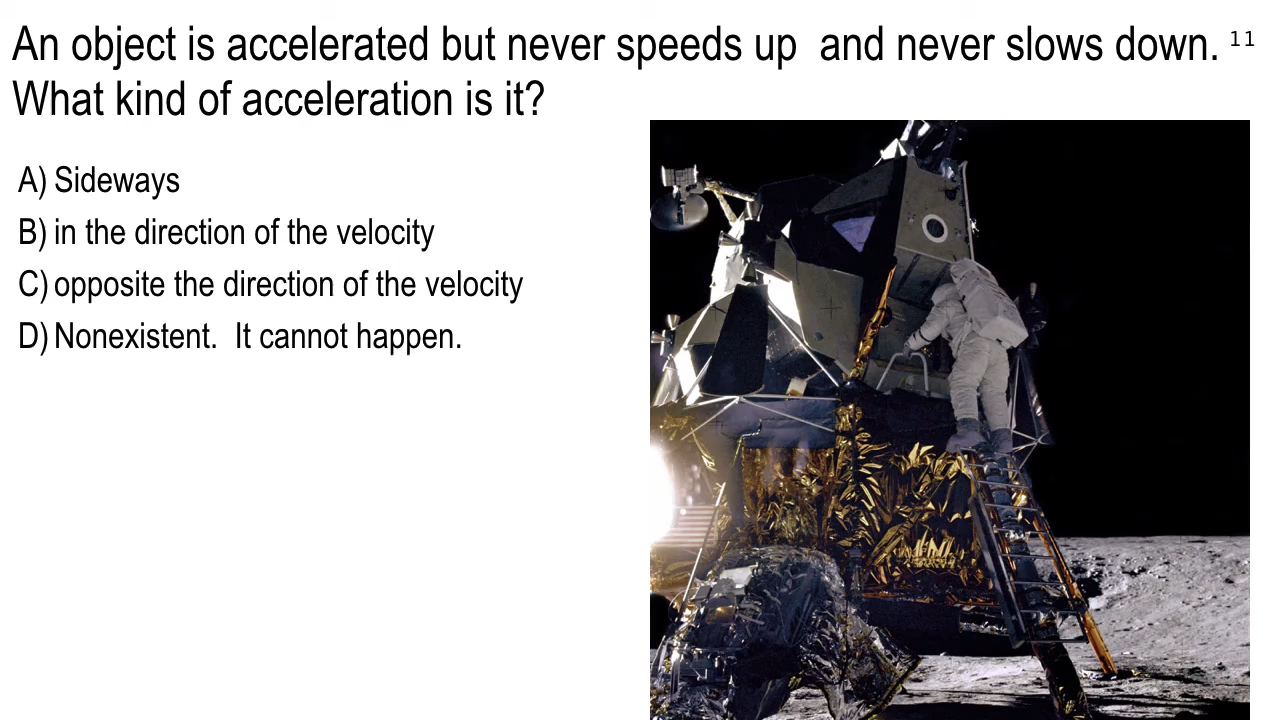 An object is accelerated but never speeds up  and never slows down. 11
What kind of acceleration is it?
A) Sideways
B) in the direction of the velocity
C) opposite the direction of the velocity
D) Nonexistent.  It cannot happen.